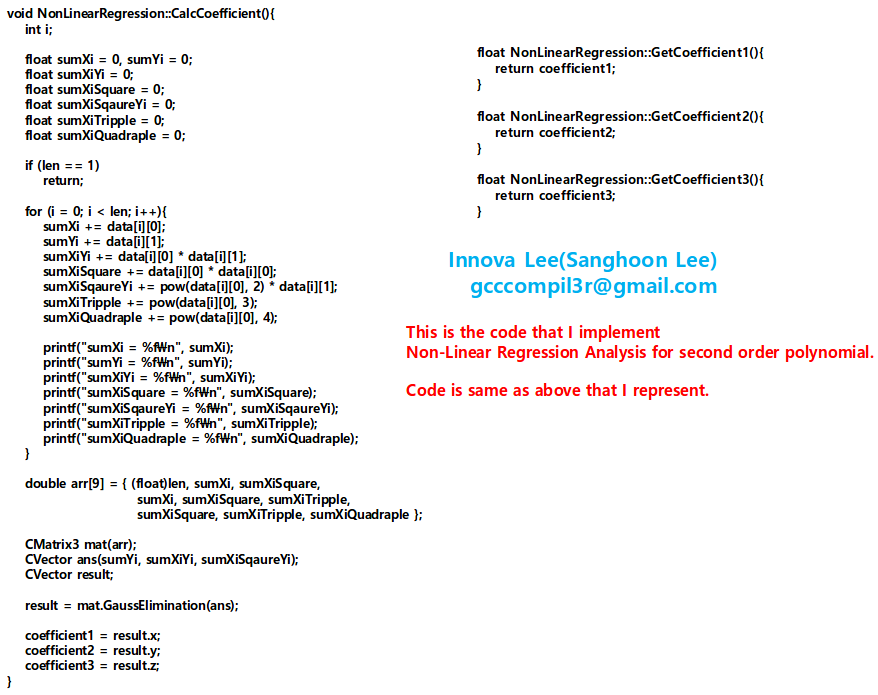 void NonLinearRegression::CalcCoefficient(){
int i;
float sumXi = 0, sumYi = 0;
float sumXiYi = 0;
float sumXiSquare = 0;
float sumXiSqaureYi = 0;
float sumXiTripple = 0;
float sumXiQuadraple = 0;
if (len == 1)
return;
for (i = 0; i < len; i++){
sumXi += data[i][0];
sumYi += data[i][1];
sumXiYi += data[i][0] * data[i][1];
sumXiSquare += data[i][0] * data[i][0];
sumXiSqaureYi += pow(data[i][0], 2) * data[i][1];
sumXiTripple += pow(data[i][0], 3);
sumXiQuadraple += pow(data[i][0], 4);
printf("sumXi = %f₩n", sumXi);
printf("sumYi = %f₩n", sumYi);
printf("sumXiYi = %f₩n", sumXiYi);
printf("sumXiSquare = %f₩n", sumXiSquare);
printf("sumXiSqaureYi = %f₩n", sumXiSqaureYi);
printf("sumXiTripple = %f₩n", sumXiTripple);
printf("sumXiQuadraple = %f₩n", sumXiQuadraple);
}
double arr[9] = { (float)len, sumXi, sumXiSquare,
sumXi, sumXiSquare, sumXiTripple,
sumXiSquare, sumXiTripple, sumXiQuadraple };
CMatrix3 mat(arr);
CVector ans(sumYi, sumXiYi, sumXiSqaureYi);
CVector result;
result = mat.GaussElimination(ans);
coefficient1 = result.x;
coefficient2 = result.y;
coefficient3 = result.z;
}
float NonLinearRegression::GetCoefficient1(){
return coefficient1;
}
float NonLinearRegression::GetCoefficient2(){
return coefficient2;
}
float NonLinearRegression::GetCoefficient3(){
return coefficient3;
}
Innova Lee(Sanghoon Lee)
gcccompil3r@gmail.com
This is the code that I implement
Non-Linear Regression Analysis for second order polynomial.
Code is same as above that I represent.